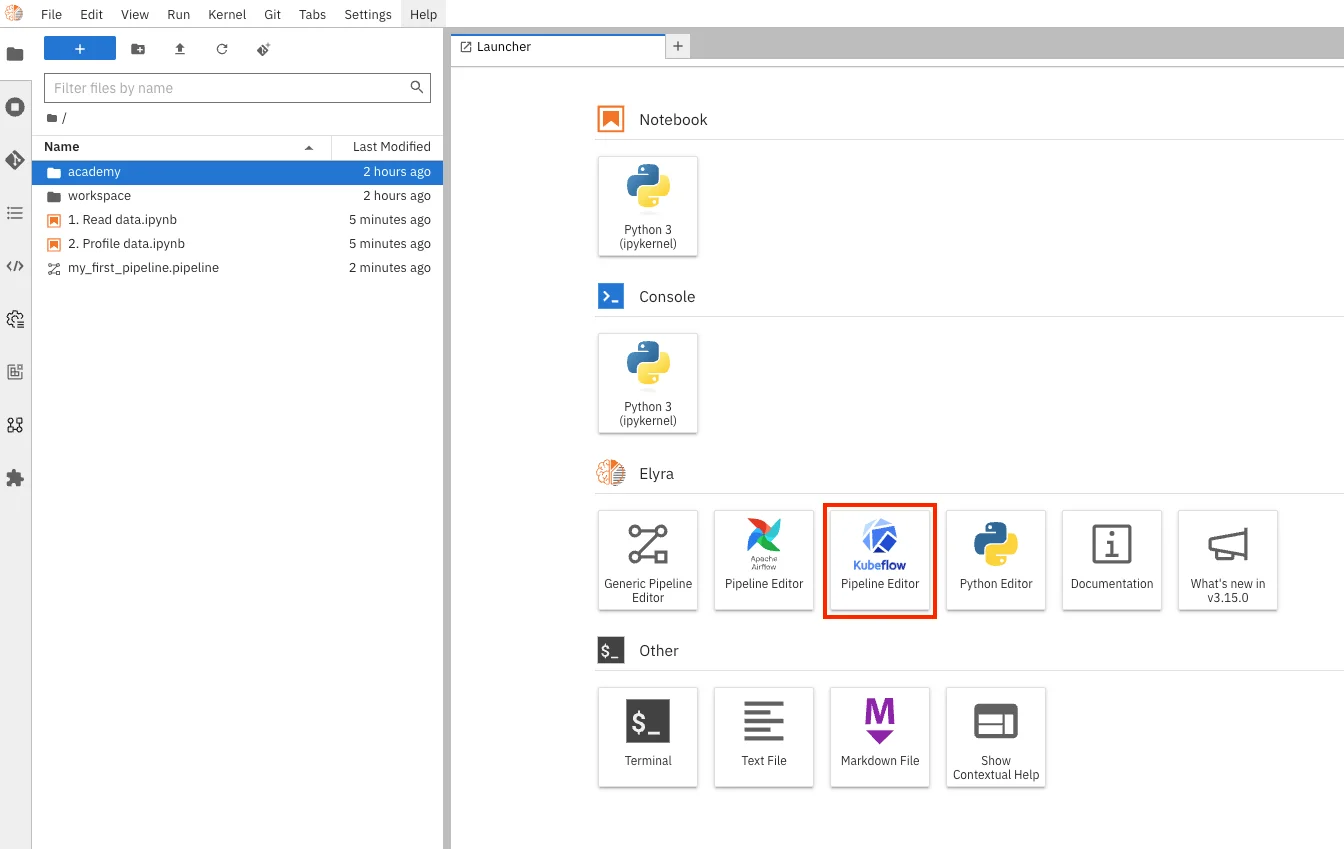 File Edit View Run Kernel Git Tabs Settings Help
+
Filter files by name
/
Name Last Modified
academy 2 hours ago
workspace 2 hours ago
1. Read data.ipynb 5 minutes ago
2. Profile data.ipynb 5 minutes ago
my_first_pipeline.pipeline 2 minutes ago
Launcher +
Notebook
Python 3
(ipykernel)
Console
Python 3
(ipykernel)
Elyra
Generic Pipeline
Editor
Apache
Airflow
Pipeline Editor
Kubeflow
Pipeline Editor
Python Editor
Documentation
What's new in
v3.15.0
$_ Other
$_
Terminal
Text File
M
Markdown File
Show
Contextual Help